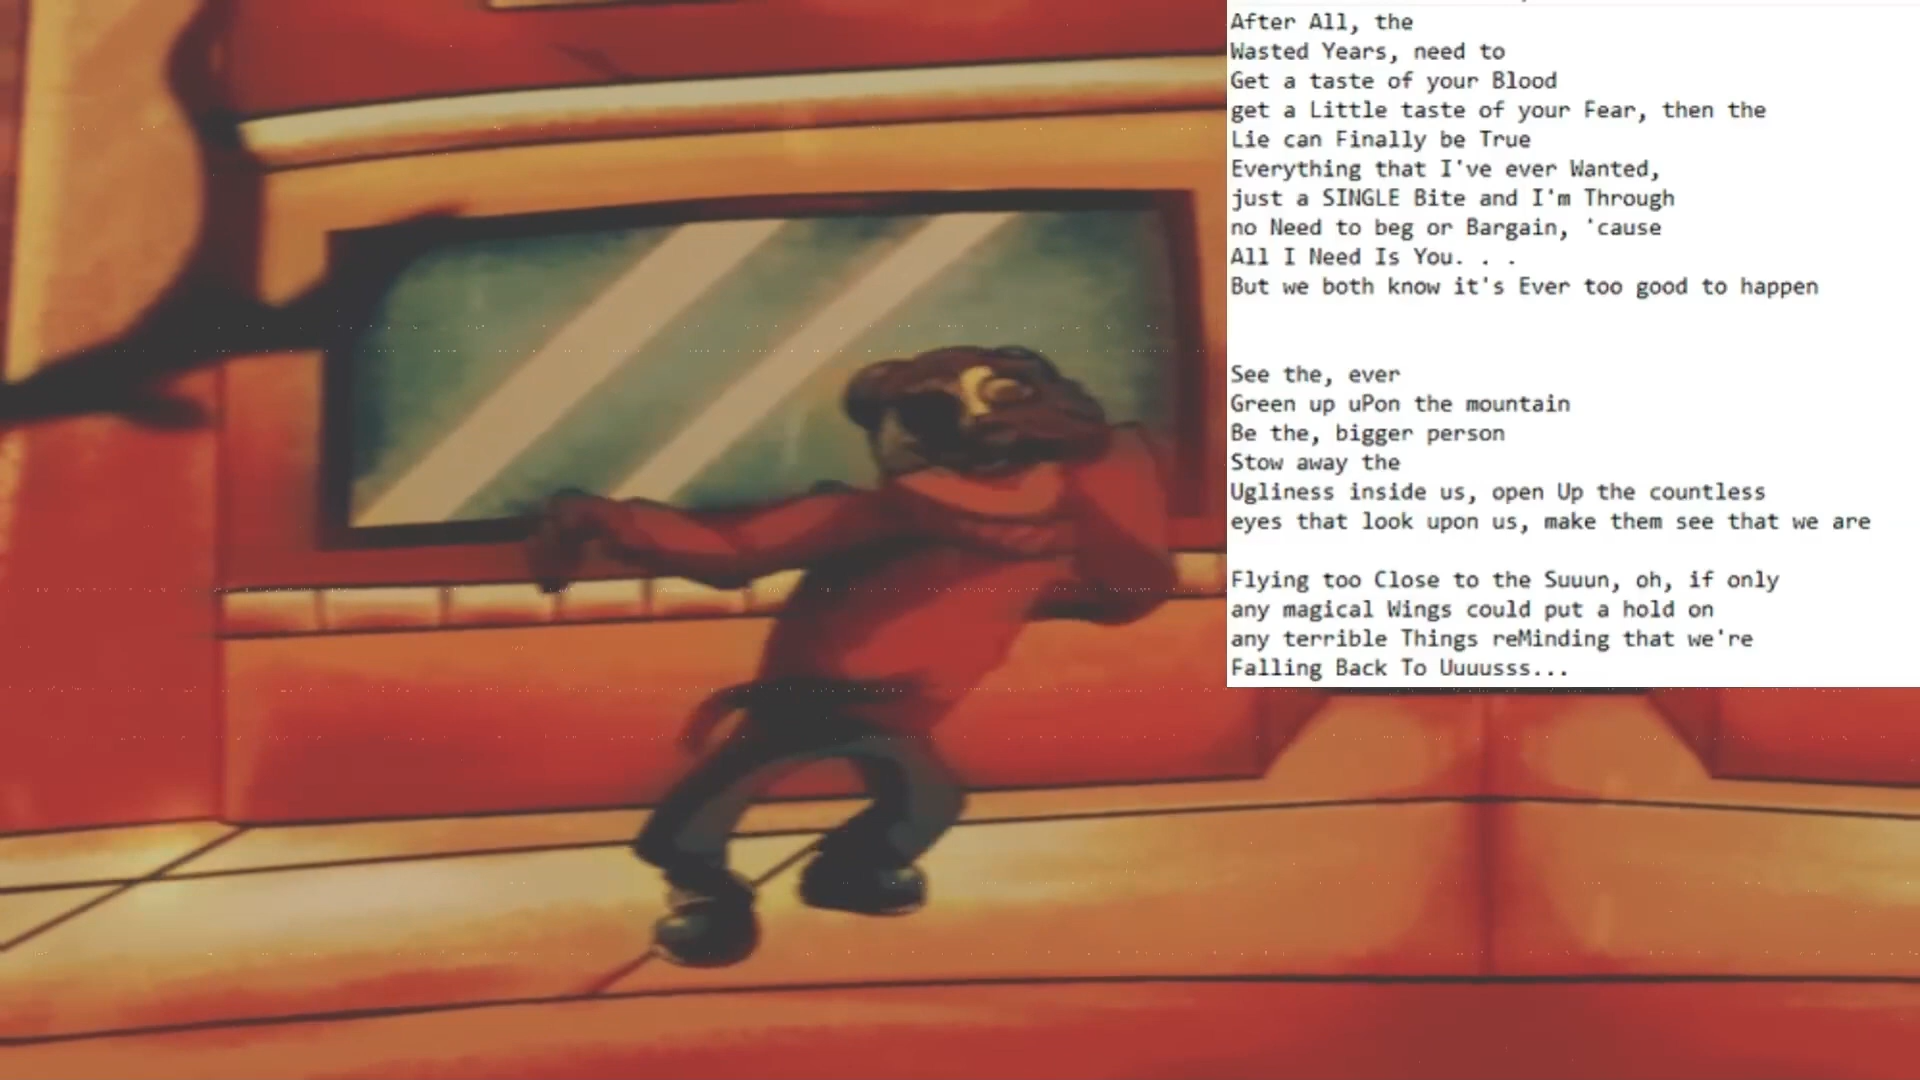 After All, the
Wasted Years, need to
Get a taste of your Blood
get a Little taste of your Fear, then the
Lie can Finally be True
Everything that I've ever Wanted,
just a SINGLE Bite and I'm Through
no Need to beg or Bargain, 'cause
All I Need Is You. . .
But we both know it's Ever too good to happen
See the, ever
Green up uPon the mountain
Be the, bigger person
Stow away the
Ugliness inside us, open Up the countless
eyes that look upon us, make them see that we are
Flying too Close to the Suuun, oh, if only
any magical Wings could put a hold on
any terrible Things reMinding that we're
Falling Back To Uuuusss...